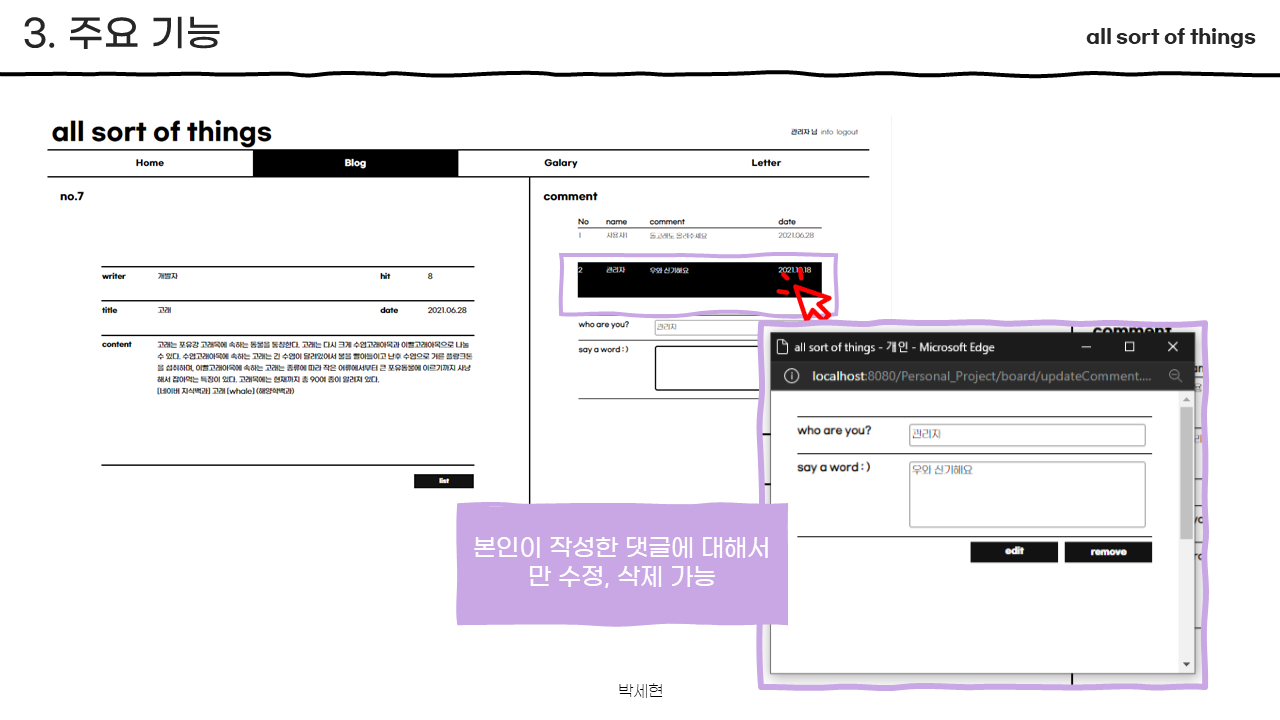 3. 주요 기능
all sort of things
all sort of things
관리자 님 info logout
Home Blog Galary Letter
no.7
writer 개발자 hit 8
title 고래 date 2021.06.28
content 고래는 포유강 고래목에 속하는 동물을 통칭한다. 고래는 다시 크게 수염고래아목과 이빨고래아목으로 나눌
수 있다. 수염고래아목에 속하는 고래는 긴 수염이 달려있어서 물을 빨아들이고 난후 수염으로 거른 플랑크톤
을 섭취하며, 이빨고래아목에 속하는 고래는 종류에 따라 작은 어류에서부터 큰 포유동물에 이르기까지 사냥
해서 잡아먹는 특징이 있다. 고래목에는 현재까지 총 90여 종이 알려져 있다.
[네이버 지식백과] 고래 [whale] (해양학백과)
list
comment
No name comment date
1 사용자1 돌고래도 올려주세요 2021.06.28
2 관리자 우와 신기해요
who are you? 관리자
say a word : )
comment
all sort of things - 개인 - Microsoft Edge
localhost:8080/Personal_Project/board/updateComment....
who are you? 관리자
say a word : ) 우와 신기해요
edit remove
본인이 작성한 댓글에 대해서
만 수정, 삭제 가능
박세현